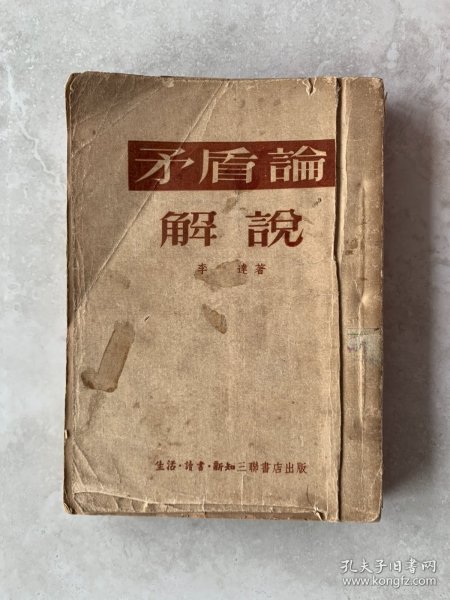 矛盾論
解說
李達著
生活·讀書·新知三聯書店出版
孔夫子旧书网
www.kongfz.com